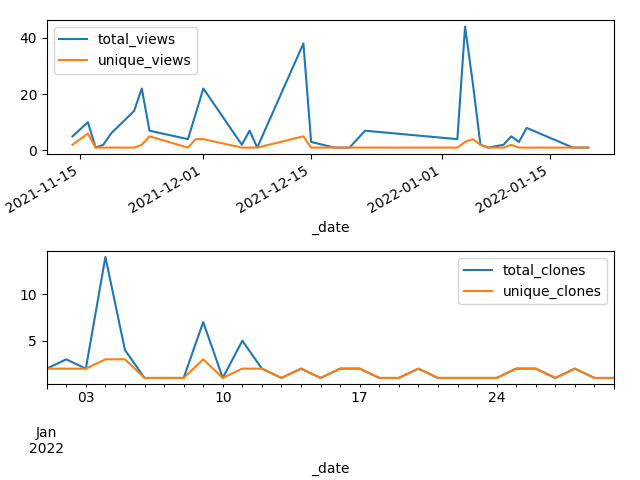 40
20
0
total_views
unique_views
2021-11-15
2021-12-01
2021-12-15
2022-01-01
2022-01-15
_date
10
5
total_clones
unique_clones
03
10
17
24
Jan
2022
_date